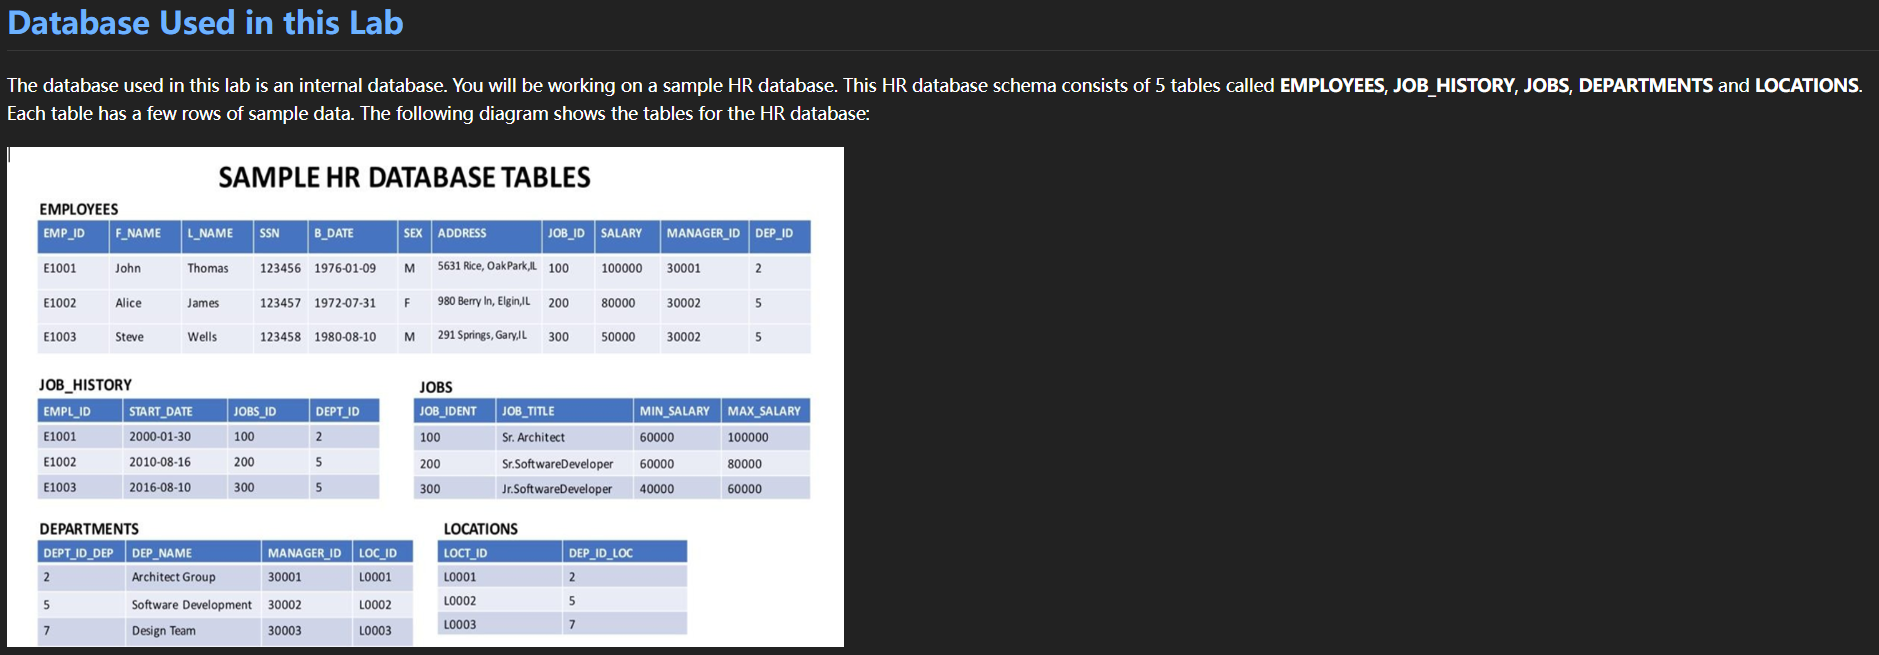 Database Used in this Lab
The database used in this lab is an internal database. You will be working on a sample HR database. This HR database schema consists of 5 tables called EMPLOYEES, JOB_HISTORY, JOBS, DEPARTMENTS and LOCATIONS.
Each table has a few rows of sample data. The following diagram shows the tables for the HR database:
SAMPLE HR DATABASE TABLES
EMPLOYEES
EMP_ID F_NAME L_NAME SSN B_DATE SEX ADDRESS JOB_ID SALARY MANAGER_ID DEP_ID
E1001 John Thomas 123456 1976-01-09 M 5631 Rice, OakPark,IL 100 100000 30001 2
E1002 Alice James 123457 1972-07-31 F 980 Berry ln, Elgin,IL 200 80000 30002 5
E1003 Steve Wells 123458 1980-08-10 M 291 Springs, Gary,IL 300 50000 30002 5
JOB_HISTORY
EMPL_ID START_DATE JOBS_ID DEPT_ID
E1001 2000-01-30 100 2
E1002 2010-08-16 200 5
E1003 2016-08-10 300 5
JOBS
JOB_IDENT JOB_TITLE MIN_SALARY MAX_SALARY
100 Sr. Architect 60000 100000
200 Sr.SoftwareDeveloper 60000 80000
300 Jr.SoftwareDeveloper 40000 60000
DEPARTMENTS
DEPT_ID_DEP DEP_NAME MANAGER_ID LOC_ID
2 Architect Group 30001 L0001
5 Software Development 30002 L0002
7 Design Team 30003 L0003
LOCATIONS
LOCT_ID DEP_ID_LOC
L0001 2
L0002 5
L0003 7